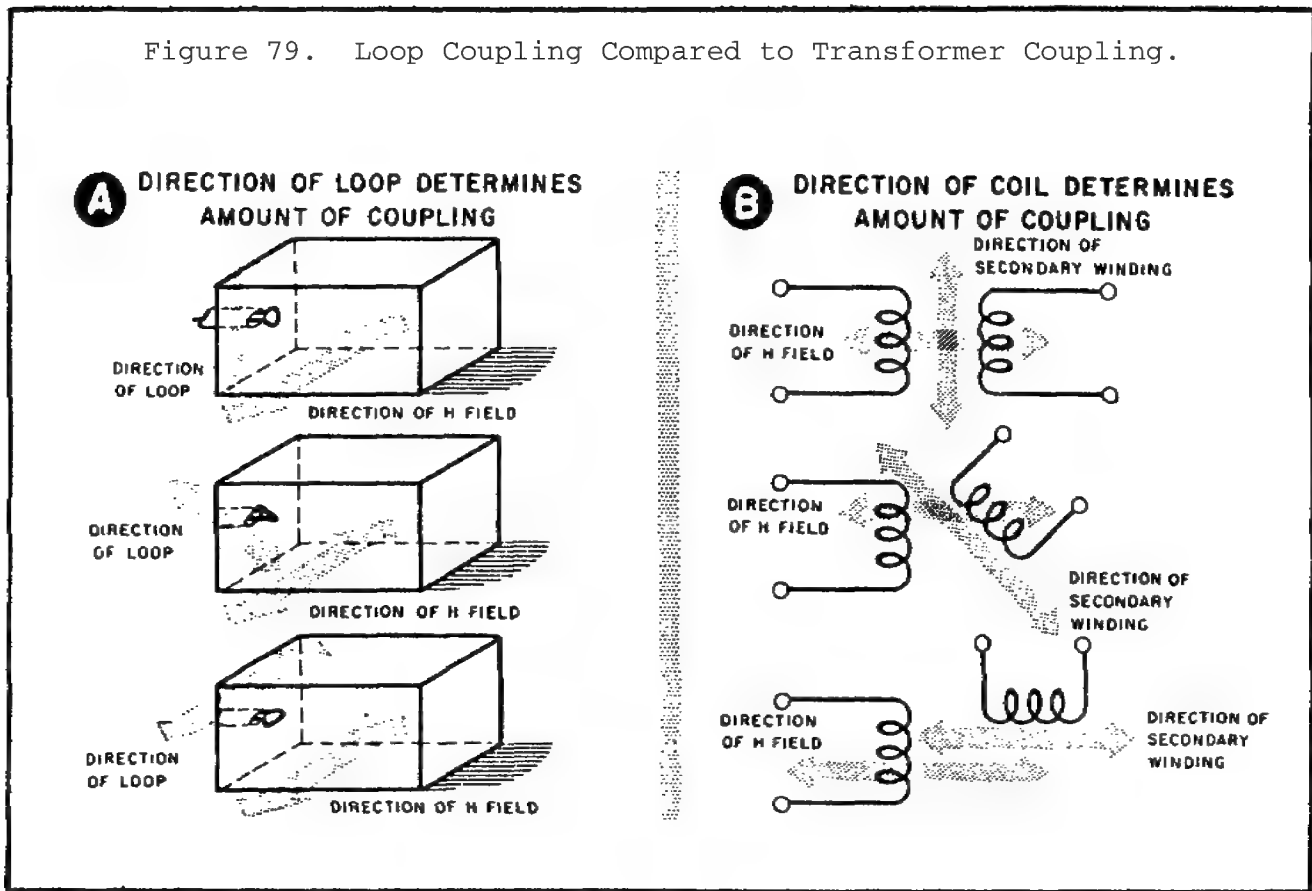 Figure 79. Loop Coupling Compared to Transformer Coupling.
A DIRECTION OF LOOP DETERMINES
AMOUNT OF COUPLING
DIRECTION
OF LOOP
DIRECTION OF H FIELD
DIRECTION
OF LOOP
DIRECTION OF H FIELD
DIRECTION
OF LOOP
DIRECTION OF H FIELD
B DIRECTION OF COIL DETERMINES
AMOUNT OF COUPLING
DIRECTION OF
SECONDARY WINDING
DIRECTION
OF H FIELD
DIRECTION
OF H FIELD
DIRECTION OF
SECONDARY
WINDING
DIRECTION
OF H FIELD
DIRECTION OF
SECONDARY
WINDING